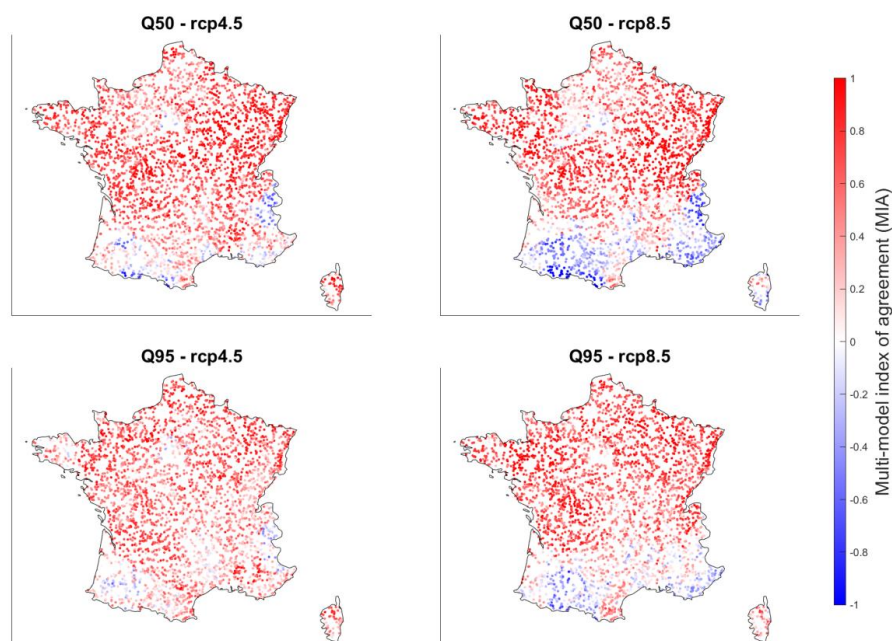 Q50 - rcp4.5
Q50 - rcp8.5
Q95 - rcp4.5
Q95 - rcp8.5
1
0.8
0.6
0.4
0.2
0
-0.2
-0.4
-0.6
-0.8
-1
Multi-model index of agreement (MIA)